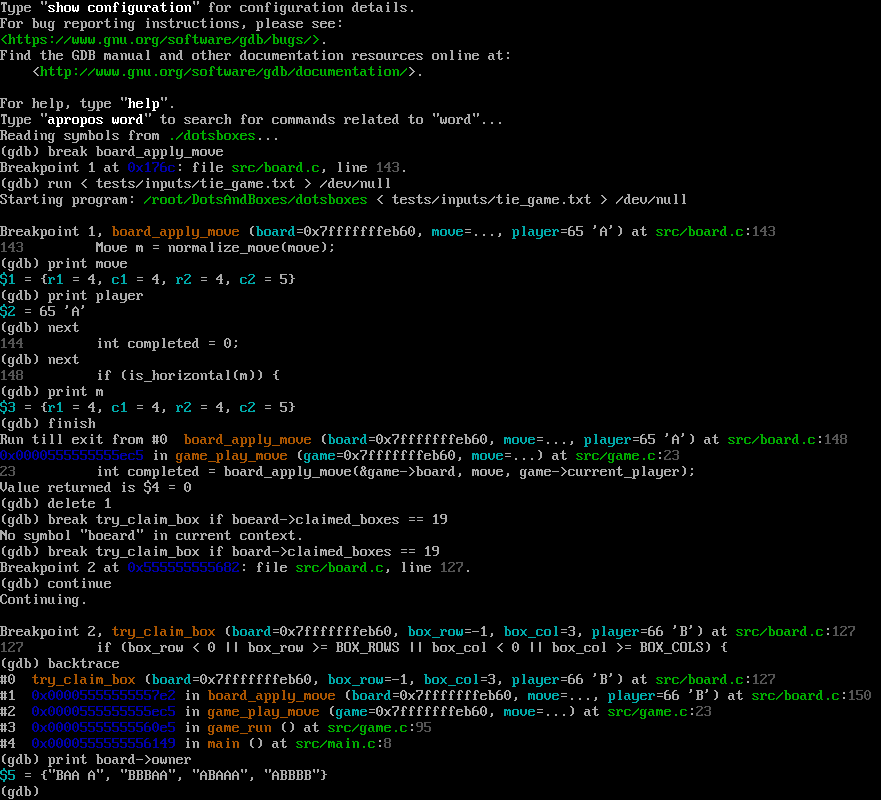 Type "show configuration" for configuration details.
For bug reporting instructions, please see:
<https://www.gnu.org/software/gdb/bugs/>.
Find the GDB manual and other documentation resources online at:
    <http://www.gnu.org/software/gdb/documentation/>.

For help, type "help".
Type "apropos word" to search for commands related to "word"...
Reading symbols from ./dotsboxes...
(gdb) break board_apply_move
Breakpoint 1 at 0x176c: file src/board.c, line 143.
(gdb) run < tests/inputs/tie_game.txt > /dev/null
Starting program: /root/DotsAndBoxes/dotsboxes < tests/inputs/tie_game.txt > /dev/null

Breakpoint 1, board_apply_move (board=0x7fffffffeb60, move=..., player=65 'A') at src/board.c:143
143         Move m = normalize_move(move);
(gdb) print move
$1 = {r1 = 4, c1 = 4, r2 = 4, c2 = 5}
(gdb) print player
$2 = 65 'A'
(gdb) next
144         int completed = 0;
(gdb) next
148         if (is_horizontal(m)) {
(gdb) print m
$3 = {r1 = 4, c1 = 4, r2 = 4, c2 = 5}
(gdb) finish
Run till exit from #0  board_apply_move (board=0x7fffffffeb60, move=..., player=65 'A') at src/board.c:148
0x0000555555555ec5 in game_play_move (game=0x7fffffffeb60, move=...) at src/game.c:23
23          int completed = board_apply_move(&game->board, move, game->current_player);
Value returned is $4 = 0
(gdb) delete 1
(gdb) break try_claim_box if boeard->claimed_boxes == 19
No symbol "boeard" in current context.
(gdb) break try_claim_box if board->claimed_boxes == 19
Breakpoint 2 at 0x555555555682: file src/board.c, line 127.
(gdb) continue
Continuing.

Breakpoint 2, try_claim_box (board=0x7fffffffeb60, box_row=-1, box_col=3, player=66 'B') at src/board.c:127
127         if (box_row < 0 || box_row >= BOX_ROWS || box_col < 0 || box_col >= BOX_COLS) {
(gdb) backtrace
#0  try_claim_box (board=0x7fffffffeb60, box_row=-1, box_col=3, player=66 'B') at src/board.c:127
#1  0x00005555555557c2 in board_apply_move (board=0x7fffffffeb60, move=..., player=66 'B') at src/board.c:150
#2  0x0000555555555ec5 in game_play_move (game=0x7fffffffeb60, move=...) at src/game.c:23
#3  0x00005555555560e5 in game_run () at src/game.c:95
#4  0x0000555555556149 in main () at src/main.c:8
(gdb) print board->owner
$5 = {"BAA A", "BBBAA", "ABAAA", "ABBBB"}
(gdb)